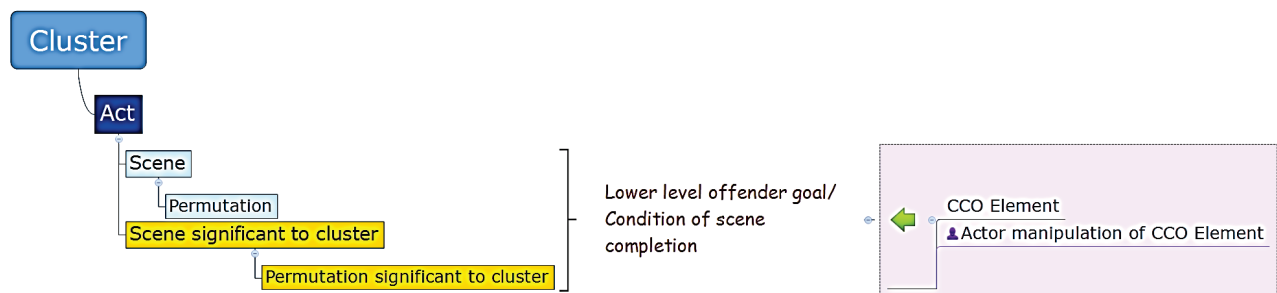 Cluster
Act
Scene
Permutation
Scene significant to cluster
Permutation significant to cluster
Lower level offender goal/
Condition of scene
completion
CCO Element
Actor manipulation of CCO Element